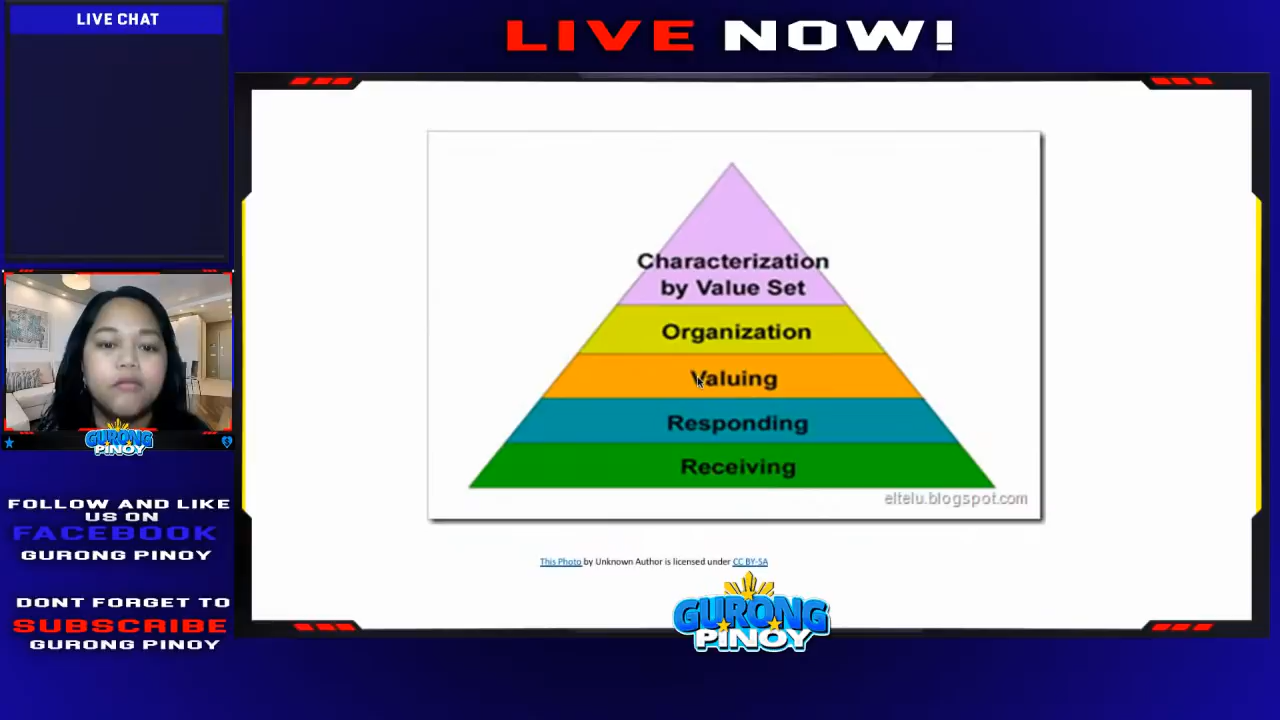 LIVE CHAT
LIVE NOW!
Characterization
by Value Set
Organization
Valuing
Responding
Receiving
eltelu.blogspot.com
This Photo by Unknown Author is licensed under CC BY-SA
GURONG
PINOY
GURONG
PINOY
FOLLOW AND LIKE
US ON
FACEBOOK
GURONG PINOY
DONT FORGET TO
SUBSCRIBE
GURONG PINOY